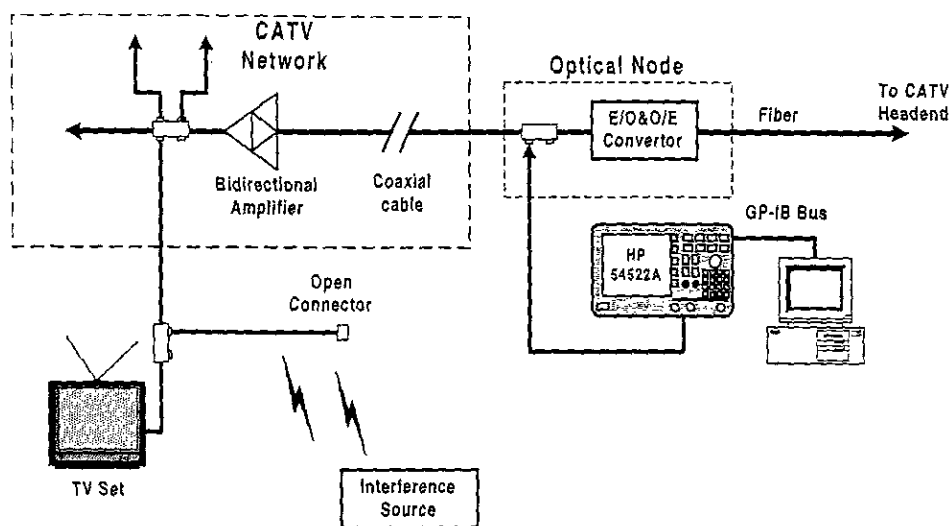 CATV
Network
Optical Node
To CATV
Headend
E/O&O/E
Convertor
Fiber
Bidirectional
Amplifier
Coaxial
cable
GP-IB Bus
HP
54522A
Open
Connector
TV Set
Interference
Source